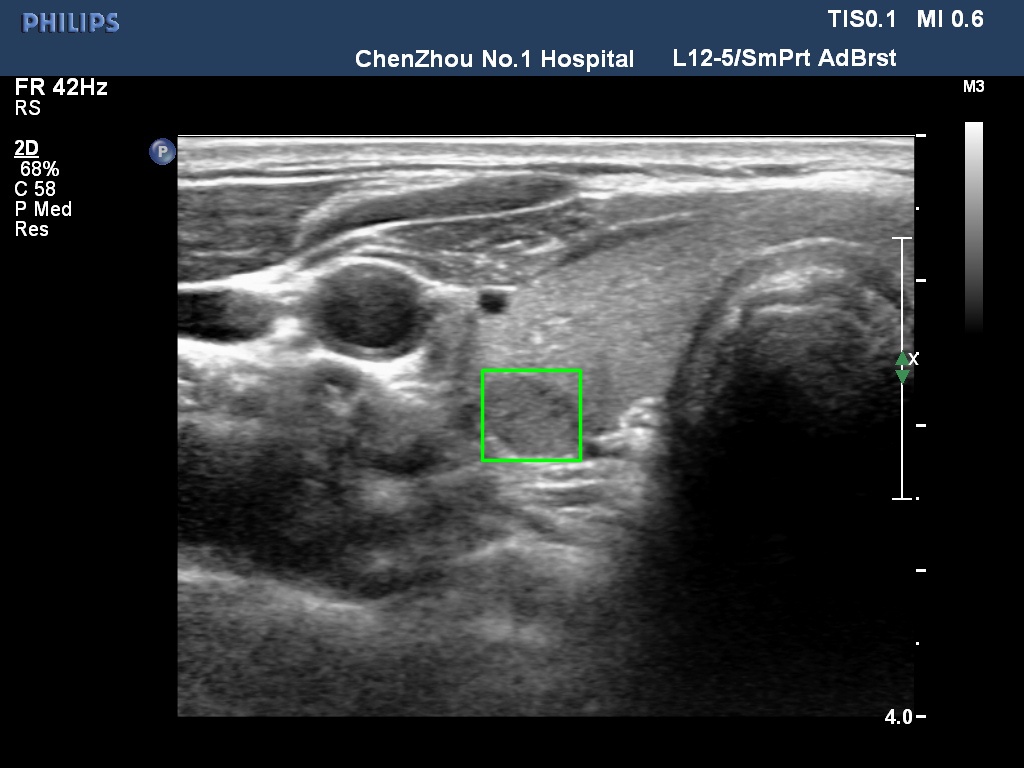 PHILIPS
TIS0.1 MI 0.6
ChenZhou No.1 Hospital L12-5/SmPrt AdBrst
FR 42Hz
RS
M3
2D
68%
C 58
P Med
Res
P
X
4.0